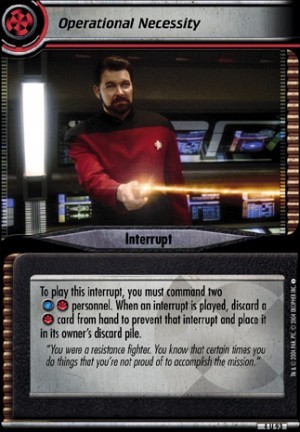 Operational Necessity
Interrupt
To play this interrupt, you must command two
personnel. When an interrupt is played, discard a
card from hand to prevent that interrupt and place it
in its owner's discard pile.
"You were a resistance fighter. You know that certain times you
do things that you're not proud of to accomplish the mission."